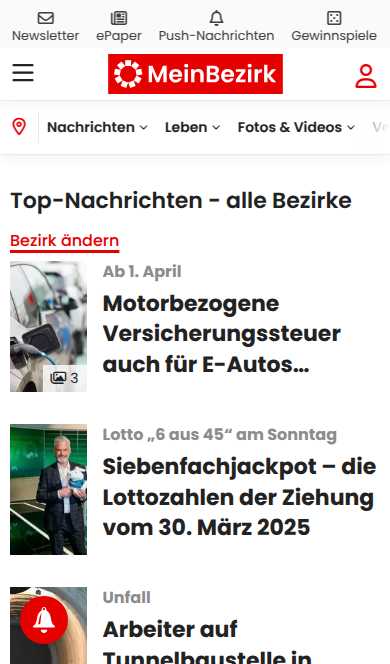 Newsletter ePaper Push-Nachrichten Gewinnspiele
MeinBezirk
Nachrichten Leben Fotos & Videos
Top-Nachrichten - alle Bezirke
Bezirk ändern
Ab 1. April
Motorbezogene
Versicherungssteuer
auch für E-Autos…
3
Lotto „6 aus 45“ am Sonntag
Siebenfachjackpot – die
Lottozahlen der Ziehung
vom 30. März 2025
Unfall
Arbeiter auf
Tunnelbaustelle in